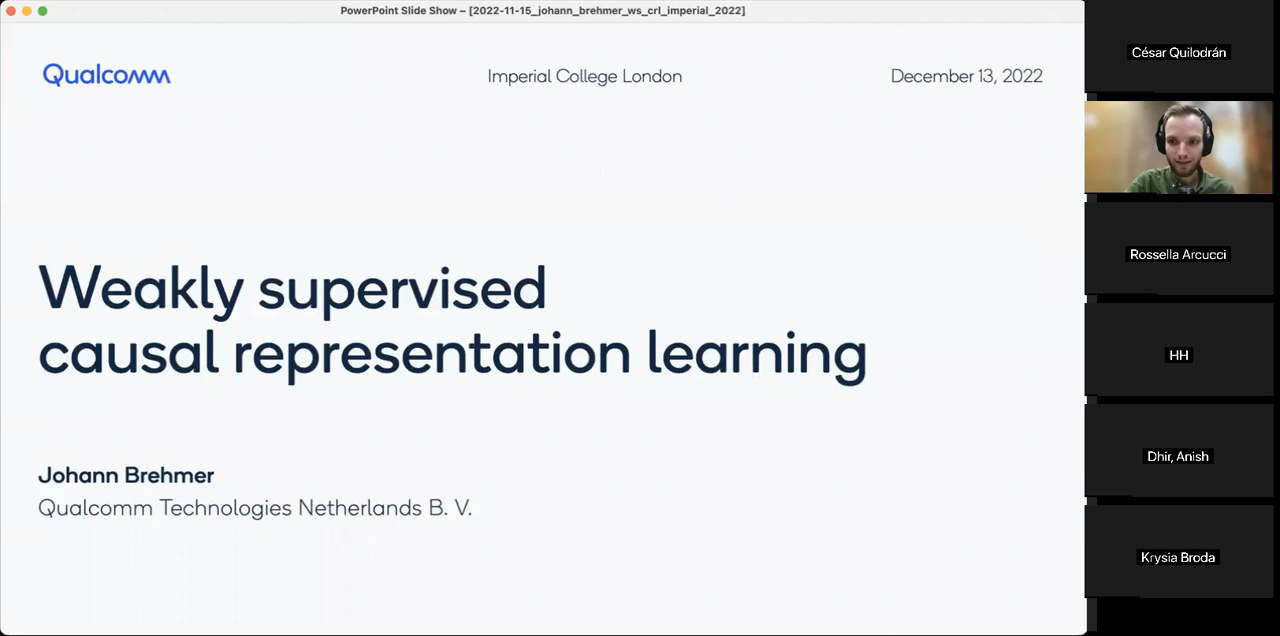 PowerPoint Slide Show – [2022-11-15_johann_brehmer_ws_crl_imperial_2022]
Qualcomm
Imperial College London
December 13, 2022
Weakly supervised
causal representation learning
Johann Brehmer
Qualcomm Technologies Netherlands B. V.
César Quilodrán
Rossella Arcucci
HH
Dhir, Anish
Krysia Broda